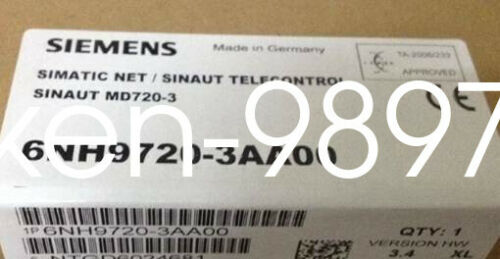 SIEMENS
Made in Germany
TA-2006/233
APPROVED
SIMATIC NET / SINAUT TELECONTROL
SINAUT MD720-3
CE
xen-9897
6NH9720-3AA00
1P 6NH9720-3AA00
QTY: 1
VERSION HW
3.4 XL